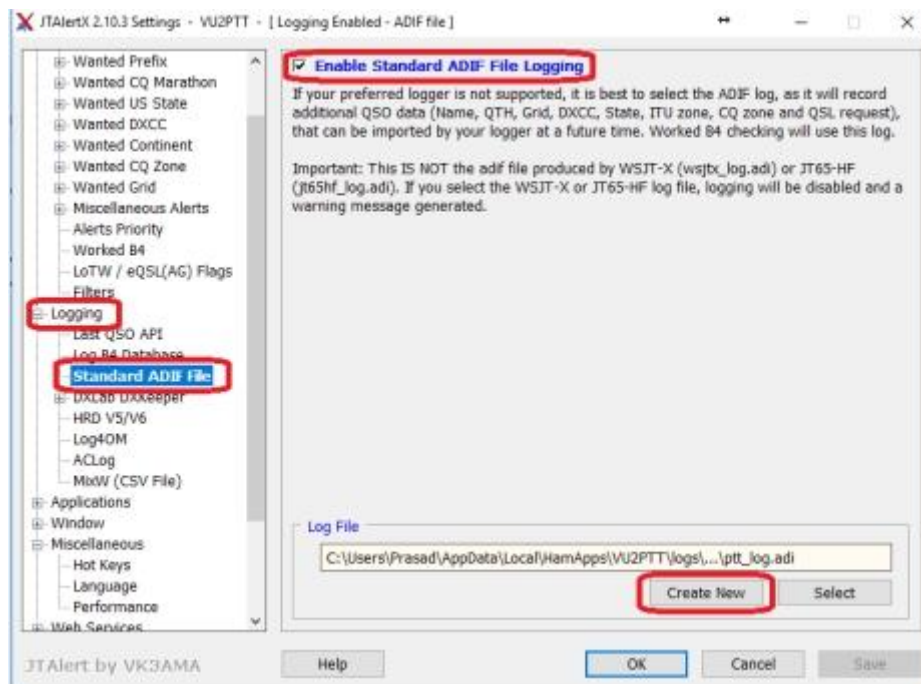 JTAlertX 2.10.3 Settings - VU2PTT - [ Logging Enabled - ADIF file ]
Wanted Prefix
Wanted CQ Marathon
Wanted US State
Wanted DXCC
Wanted Continent
Wanted CQ Zone
Wanted Grid
Miscellaneous Alerts
Alerts Priority
Worked B4
LoTW / eQSL(AG) Flags
Filters
Logging
Last QSO API
Log B4 Database
Standard ADIF File
DXLab DXKeeper
HRD V5/V6
Log4OM
ACLog
MixW (CSV File)
Applications
Window
Miscellaneous
Hot Keys
Language
Performance
Web Services
Enable Standard ADIF File Logging
If your preferred logger is not supported, it is best to select the ADIF log, as it will record
additional QSO data (Name, QTH, Grid, DXCC, State, ITU zone, CQ zone and QSL request),
that can be imported by your logger at a future time. Worked B4 checking will use this log.
Important: This IS NOT the adif file produced by WSJT-X (wsjtx_log.adi) or JT65-HF
(jt65hf_log.adi). If you select the WSJT-X or JT65-HF log file, logging will be disabled and a
warning message generated.
Log File
C:\Users\Prasad\AppData\Local\HamApps\VU2PTT\logs\...\ptt_log.adi
Create New
Select
JTAlert by VK3AMA
Help
OK
Cancel
Save